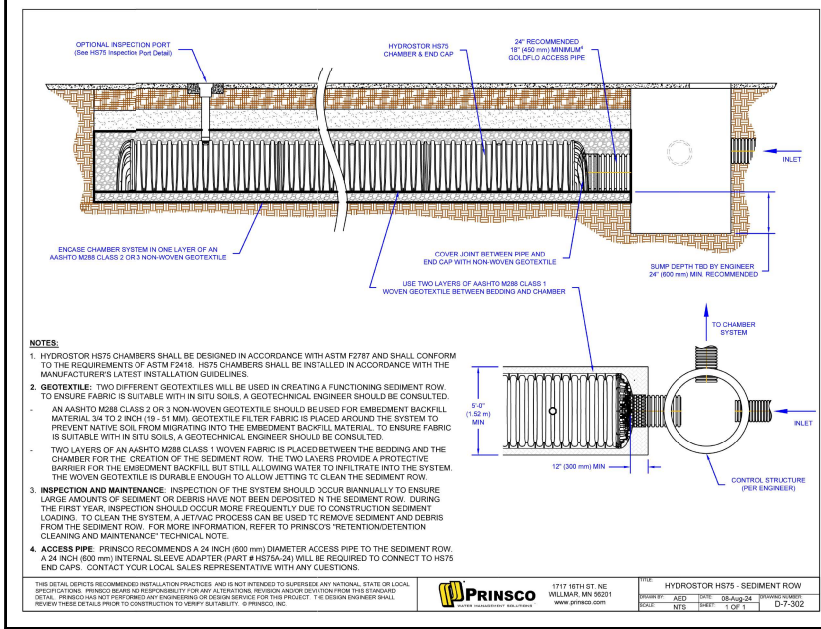 OPTIONAL INSPECTION PORT
(See HS75 Inspection Port Detail)
HYDROSTOR HS75
CHAMBER & END CAP
24" RECOMMENDED
18" (450 mm) MINIMUM⁴
GOLDFLO ACCESS PIPE
INLET
ENCASE CHAMBER SYSTEM IN ONE LAYER OF AN
AASHTO M288 CLASS 2 OR 3 NON-WOVEN GEOTEXTILE
COVER JOINT BETWEEN PIPE AND
END CAP WITH NON-WOVEN GEOTEXTILE
SUMP DEPTH TBD BY ENGINEER
24" (600 mm) MIN. RECOMMENDED
USE TWO LAYERS OF AASHTO M288 CLASS 1
WOVEN GEOTEXTILE BETWEEN BEDDING AND CHAMBER
TO CHAMBER
SYSTEM
5'-0"
(1.52 m)
MIN
INLET
12" (300 mm) MIN
CONTROL STRUCTURE
(PER ENGINEER)
NOTES:
1. HYDROSTOR HS75 CHAMBERS SHALL BE DESIGNED IN ACCORDANCE WITH ASTM F2787 AND SHALL CONFORM
TO THE REQUIREMENTS OF ASTM F2418. HS75 CHAMBERS SHALL BE INSTALLED IN ACCORDANCE WITH THE
MANUFACTURER'S LATEST INSTALLATION GUIDELINES.
2. GEOTEXTILE: TWO DIFFERENT GEOTEXTILES WILL BE USED IN CREATING A FUNCTIONING SEDIMENT ROW.
TO ENSURE FABRIC IS SUITABLE WITH IN SITU SOILS, A GEOTECHNICAL ENGINEER SHOULD BE CONSULTED.
- AN AASHTO M288 CLASS 2 OR 3 NON-WOVEN GEOTEXTILE SHOULD BE USED FOR EMBEDMENT BACKFILL
MATERIAL 3/4 TO 2 INCH (19 - 51 MM). GEOTEXTILE FILTER FABRIC IS PLACED AROUND THE SYSTEM TO
PREVENT NATIVE SOIL FROM MIGRATING INTO THE EMBEDMENT BACKFILL MATERIAL. TO ENSURE FABRIC
IS SUITABLE WITH IN SITU SOILS, A GEOTECHNICAL ENGINEER SHOULD BE CONSULTED.
- TWO LAYERS OF AN AASHTO M288 CLASS 1 WOVEN FABRIC IS PLACED BETWEEN THE BEDDING AND THE
CHAMBER FOR THE CREATION OF THE SEDIMENT ROW. THE TWO LAYERS PROVIDE A PROTECTIVE
BARRIER FOR THE EMBEDMENT BACKFILL BUT STILL ALLOWING WATER TO INFILTRATE INTO THE SYSTEM.
THE WOVEN GEOTEXTILE IS DURABLE ENOUGH TO ALLOW JETTING TO CLEAN THE SEDIMENT ROW.
3. INSPECTION AND MAINTENANCE: INSPECTION OF THE SYSTEM SHOULD OCCUR BIANNUALLY TO ENSURE
LARGE AMOUNTS OF SEDIMENT OR DEBRIS HAVE NOT BEEN DEPOSITED IN THE SEDIMENT ROW. DURING
THE FIRST YEAR, INSPECTION SHOULD OCCUR MORE FREQUENTLY DUE TO CONSTRUCTION SEDIMENT
LOADING. TO CLEAN THE SYSTEM, A JET/VAC PROCESS CAN BE USED TO REMOVE SEDIMENT AND DEBRIS
FROM THE SEDIMENT ROW. FOR MORE INFORMATION, REFER TO PRINSCO'S "RETENTION/DETENTION
CLEANING AND MAINTENANCE" TECHNICAL NOTE.
4. ACCESS PIPE: PRINSCO RECOMMENDS A 24 INCH (600 mm) DIAMETER ACCESS PIPE TO THE SEDIMENT ROW.
A 24 INCH (600 mm) INTERNAL SLEEVE ADAPTER (PART # HS75A-24) WILL BE REQUIRED TO CONNECT TO HS75
END CAPS. CONTACT YOUR LOCAL SALES REPRESENTATIVE WITH ANY QUESTIONS.
THIS DETAIL DEPICTS RECOMMENDED INSTALLATION PRACTICES AND IS NOT INTENDED TO SUPERSEDE ANY NATIONAL, STATE OR LOCAL
SPECIFICATIONS. PRINSCO BEARS NO RESPONSIBILITY FOR ANY ALTERATIONS, REVISION AND/OR DEVIATION FROM THIS STANDARD
DETAIL. PRINSCO HAS NOT PERFORMED ANY ENGINEERING OR DESIGN SERVICE FOR THIS PROJECT. THE DESIGN ENGINEER SHALL
REVIEW THESE DETAILS PRIOR TO CONSTRUCTION TO VERIFY SUITABILITY. © PRINSCO, INC.
PRINSCO
WATER MANAGEMENT SOLUTIONS
1717 16TH ST. NE
WILLMAR, MN 56201
www.prinsco.com
TITLE:
HYDROSTOR HS75 - SEDIMENT ROW
DRAWN BY: AED DATE: 08-Aug-24 DRAWING NUMBER:
SCALE: NTS SHEET: 1 OF 1 D-7-302